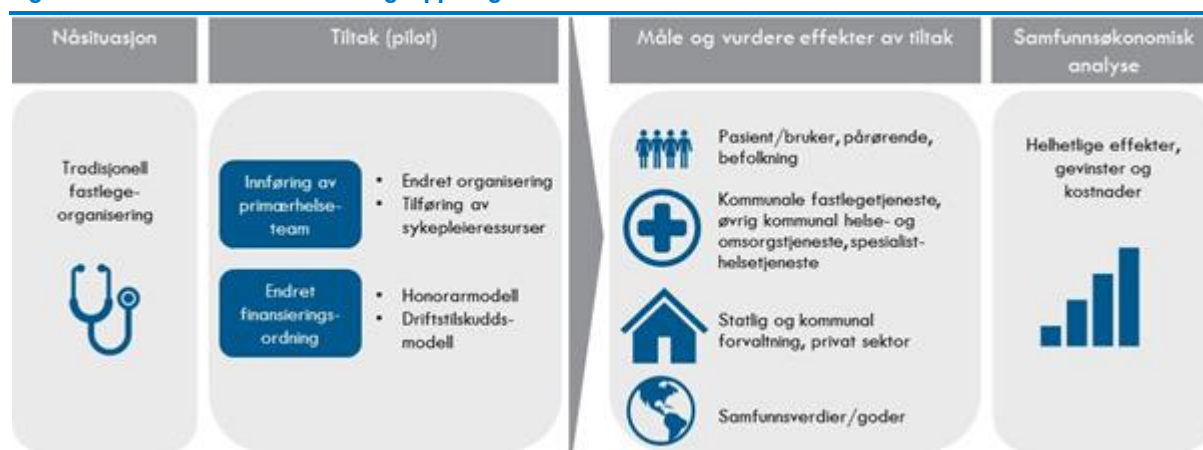 Nåsituasjon
Tiltak (pilot)
Måle og vurdere effekter av tiltak
Samfunnsøkonomisk
analyse
Tradisjonell
fastlege-
organisering
Innføring av
primærhelse-
team
• Endret organisering
• Tilføring av
sykepleieressurser
Endret
finansierings-
ordning
• Honorarmodell
• Driftstilskudds-
modell
Pasient/bruker, pårørende,
befolkning
Kommunale fastlegetjeneste,
øvrig kommunal helse- og
omsorgstjeneste, spesialist-
helsetjeneste
Statlig og kommunal
forvaltning, privat sektor
Samfunnsverdier/goder
Helhetlige effekter,
gevinster og
kostnader